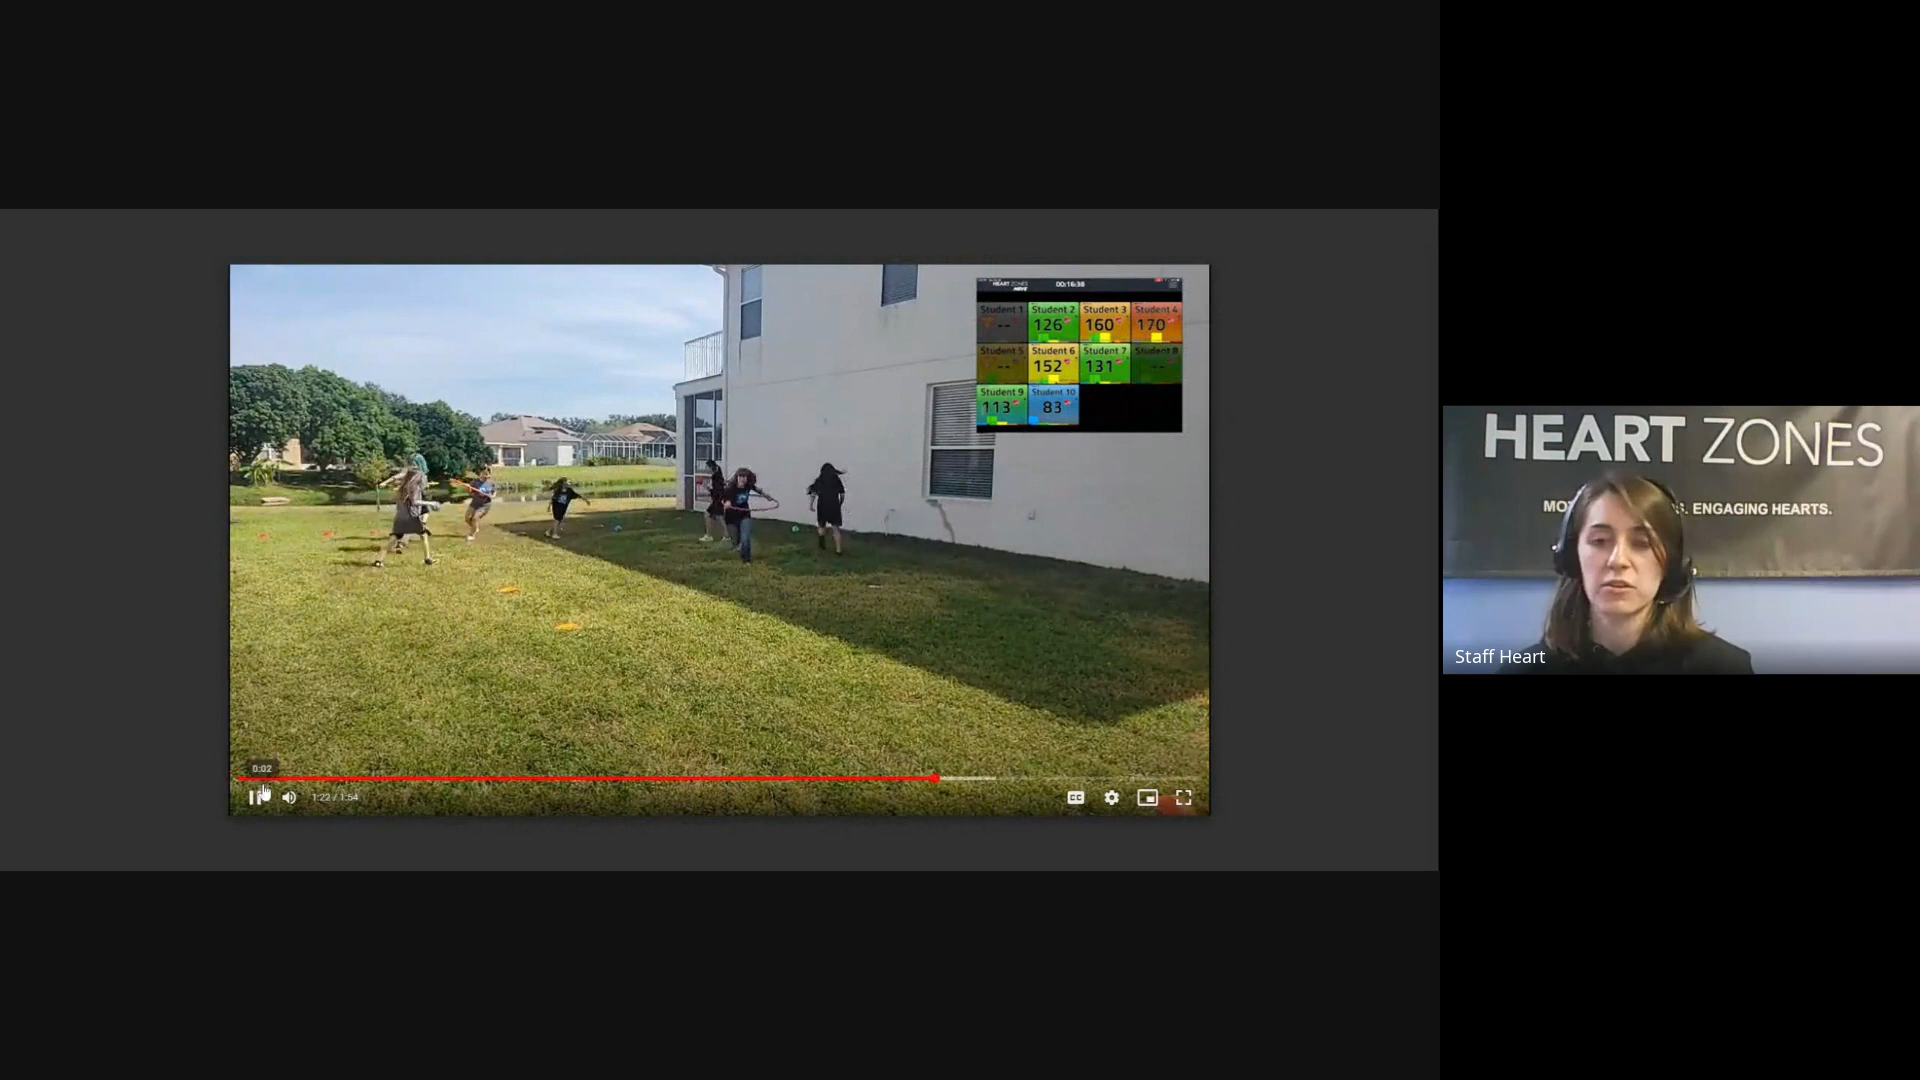 HEART ZONES
MOVE
00:16:38
Student 1
Student 2
Student 3
Student 4
--
126
160
170
Student 5
Student 6
Student 7
Student 8
--
152
131
--
Student 9
Student 10
113
83
0:02
1:22 / 1:54
CC
HEART ZONES
ENGAGING HEARTS.
Staff Heart